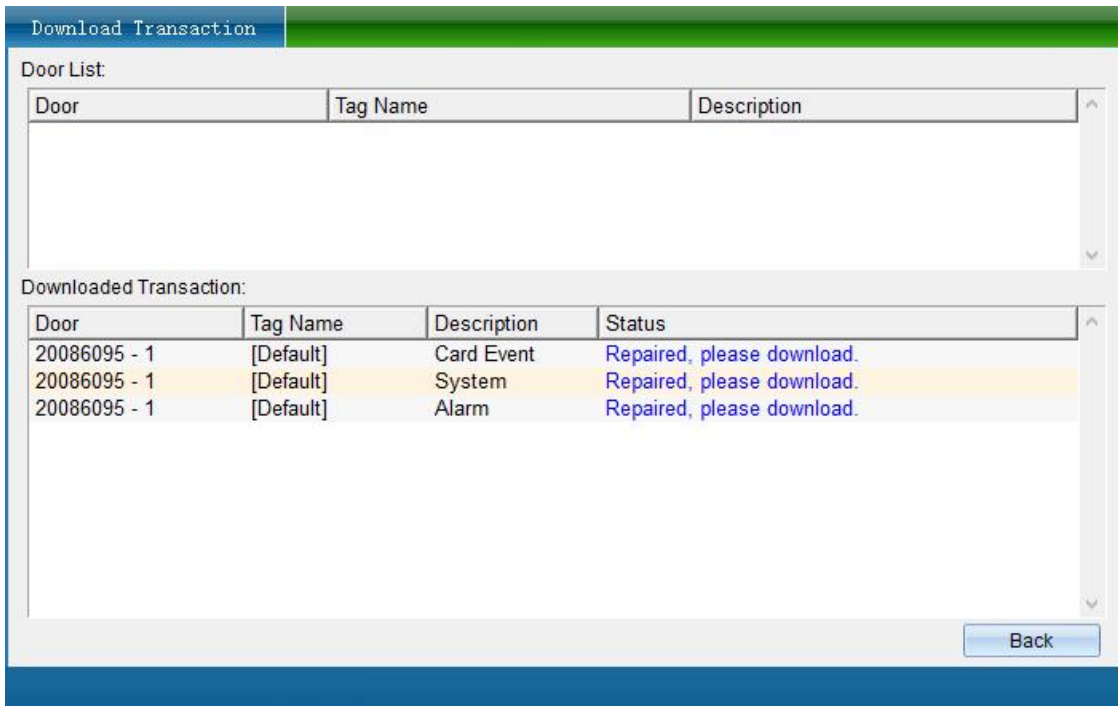 Download Transaction
Door List:
Door Tag Name Description
Downloaded Transaction:
Door Tag Name Description Status
20086095 - 1 [Default] Card Event Repaired, please download.
20086095 - 1 [Default] System Repaired, please download.
20086095 - 1 [Default] Alarm Repaired, please download.
Back